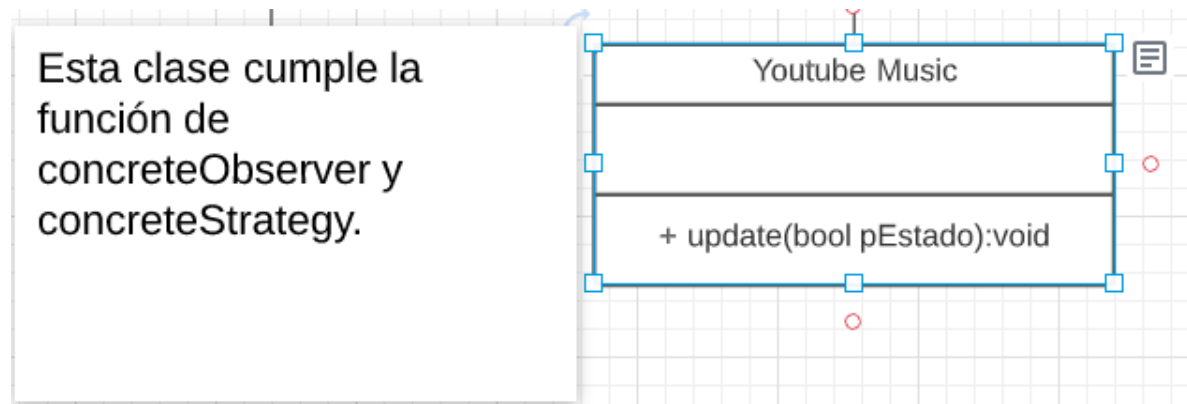 Esta clase cumple la
función de
concreteObserver y
concreteStrategy.
Youtube Music
+ update(bool pEstado):void